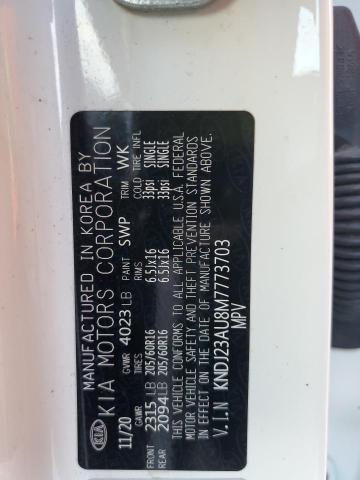 MANUFACTURED IN KOREA BY
KIA KIA MOTORS CORPORATION
11/20 GVWR 4023 LB PAINT SWP TRIM WK
GAWR TIRES RIMS COLD TIRE INFL
FRONT 2315 LB 205/60R16 6.5JX16 33psi SINGLE
REAR 2094 LB 205/60R16 6.5JX16 33psi SINGLE
THIS VEHICLE CONFORMS TO ALL APPLICABLE U.S.A. FEDERAL
MOTOR VEHICLE SAFETY AND THEFT PREVENTION STANDARDS
IN EFFECT ON THE DATE OF MANUFACTURE SHOWN ABOVE.
V.I.N KNDJ23AU8M7773703
MPV